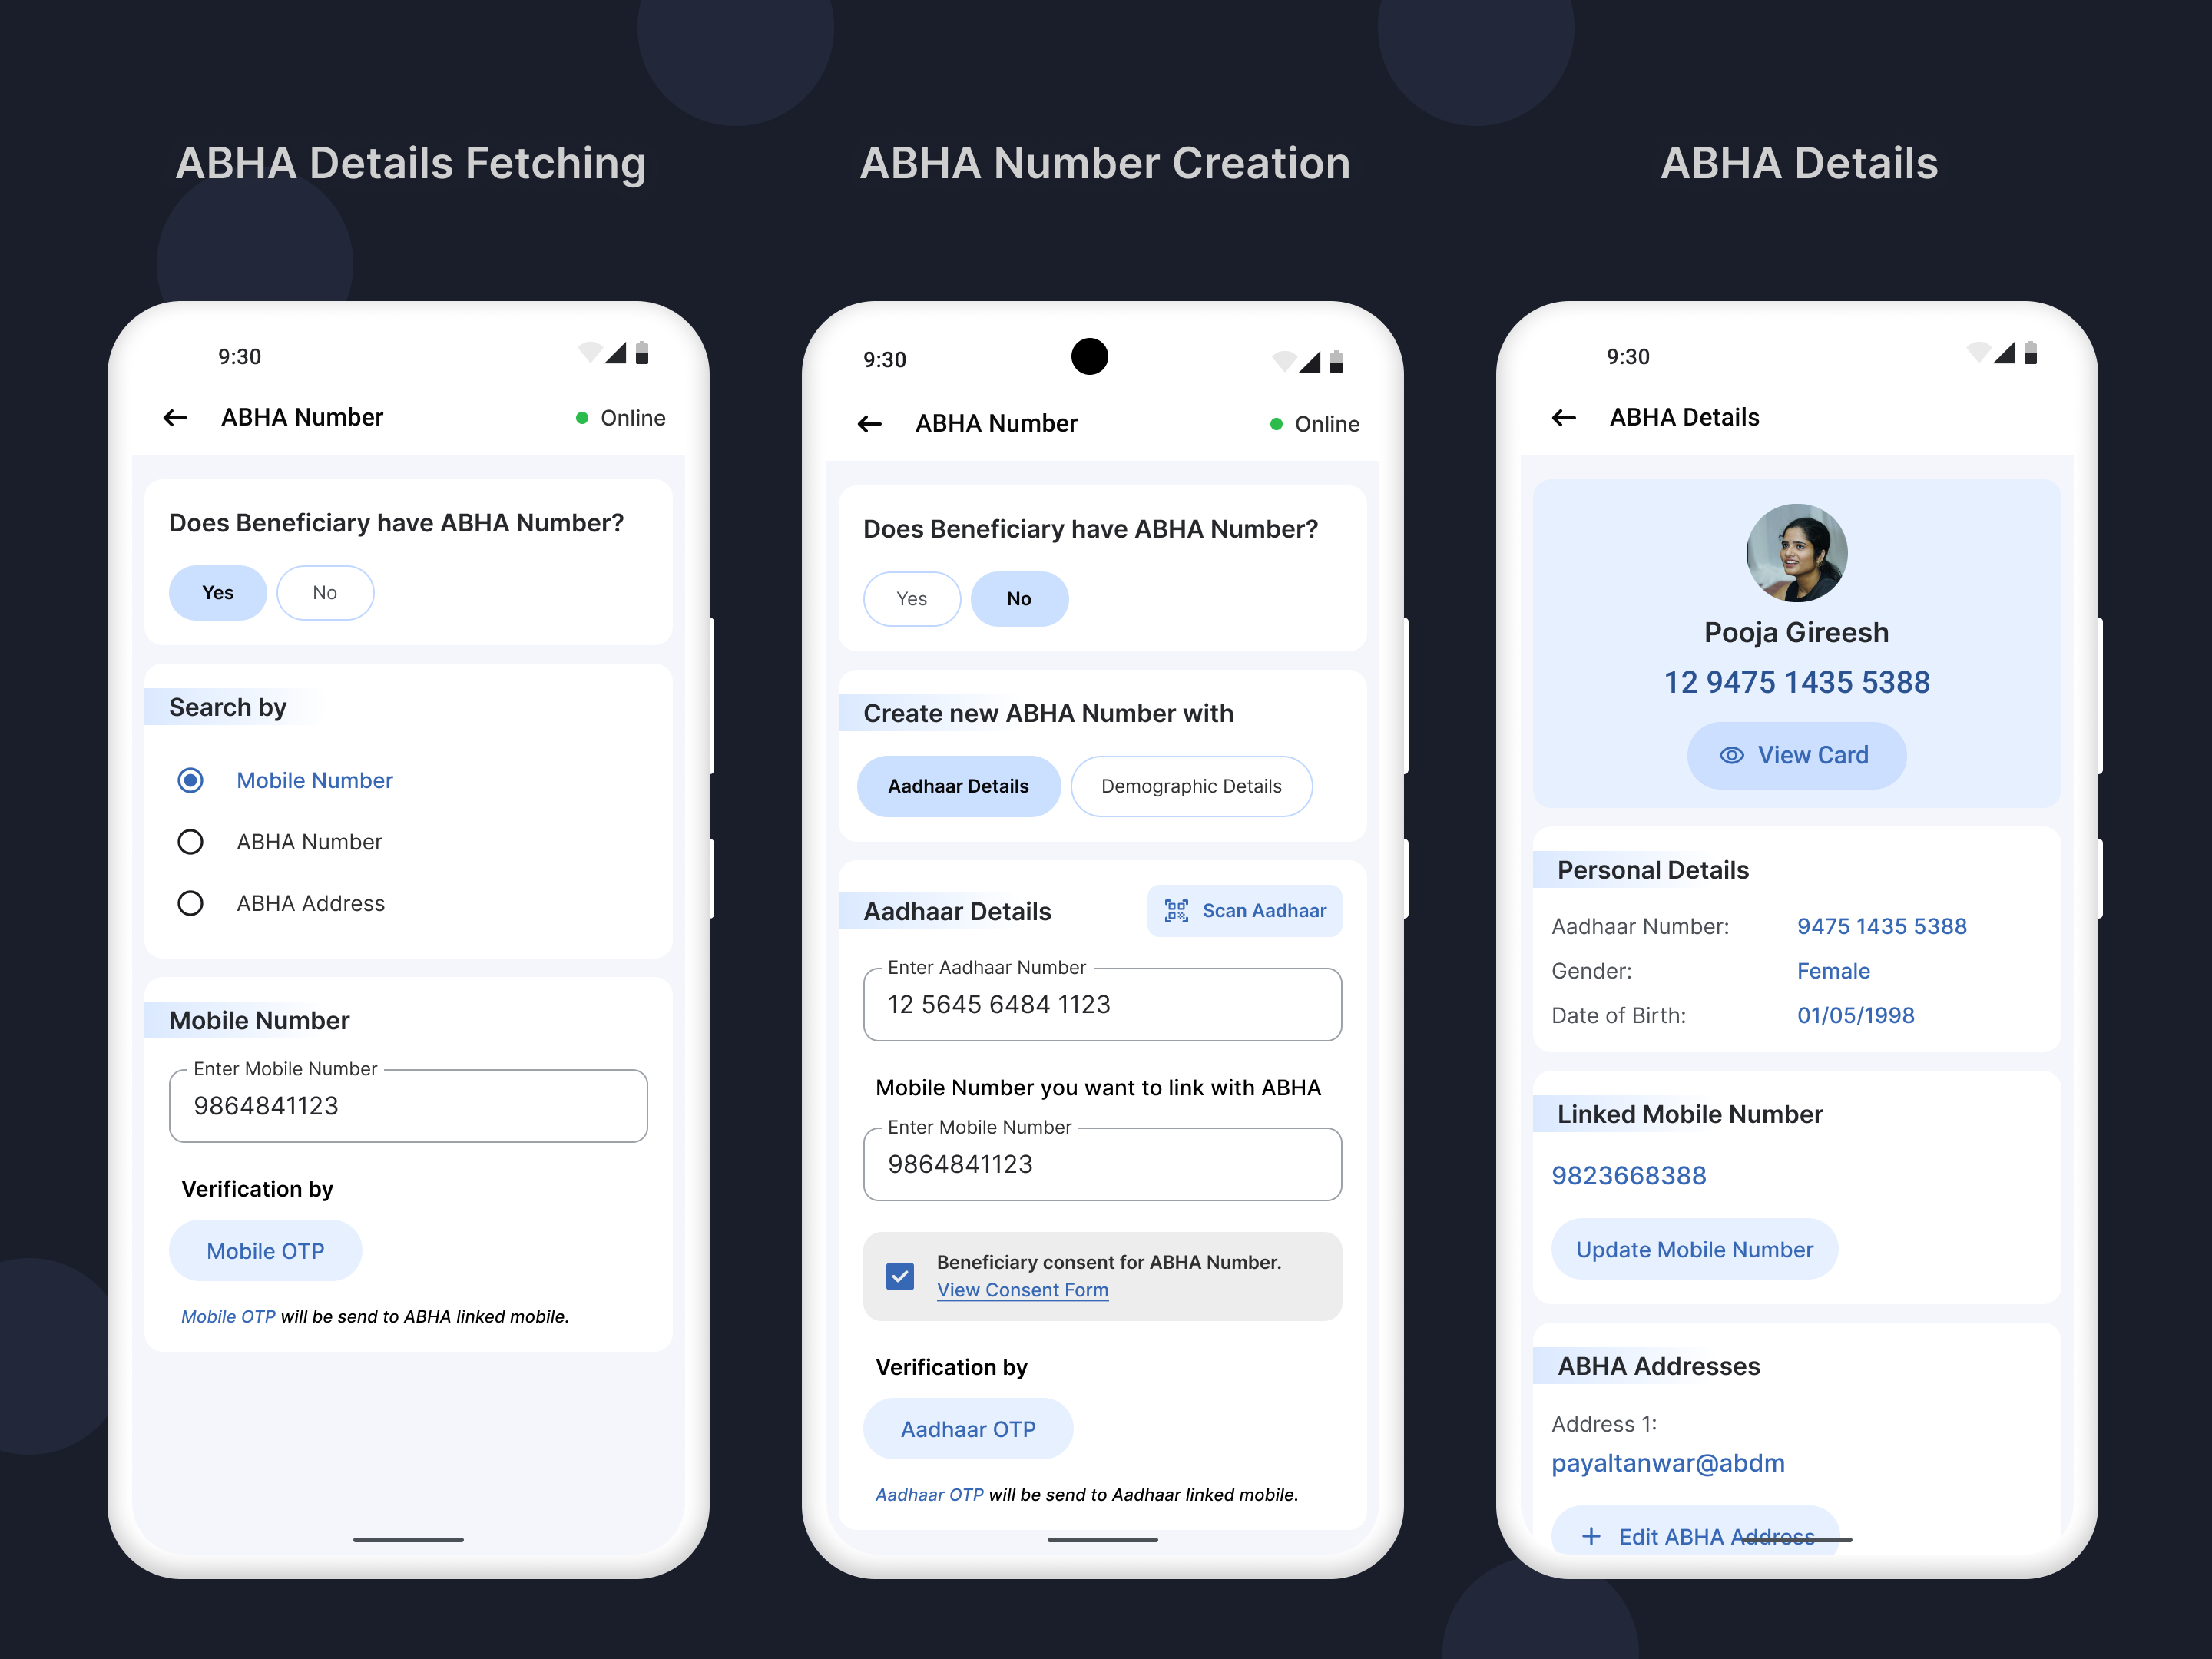 ABHA Details Fetching
9:30
ABHA Number
Online
Does Beneficiary have ABHA Number?
Yes
No
Search by
Mobile Number
ABHA Number
ABHA Address
Mobile Number
Enter Mobile Number
9864841123
Verification by
Mobile OTP
Mobile OTP will be send to ABHA linked mobile.
ABHA Number Creation
9:30
ABHA Number
Online
Does Beneficiary have ABHA Number?
Yes
No
Create new ABHA Number with
Aadhaar Details
Demographic Details
Aadhaar Details
Scan Aadhaar
Enter Aadhaar Number
12 5645 6484 1123
Mobile Number you want to link with ABHA
Enter Mobile Number
9864841123
Beneficiary consent for ABHA Number.
View Consent Form
Verification by
Aadhaar OTP
Aadhaar OTP will be send to Aadhaar linked mobile.
ABHA Details
9:30
ABHA Details
Pooja Gireesh
12 9475 1435 5388
View Card
Personal Details
Aadhaar Number: 9475 1435 5388
Gender: Female
Date of Birth: 01/05/1998
Linked Mobile Number
9823668388
Update Mobile Number
ABHA Addresses
Address 1:
payaltanwar@abdm
+ Edit ABHA Address